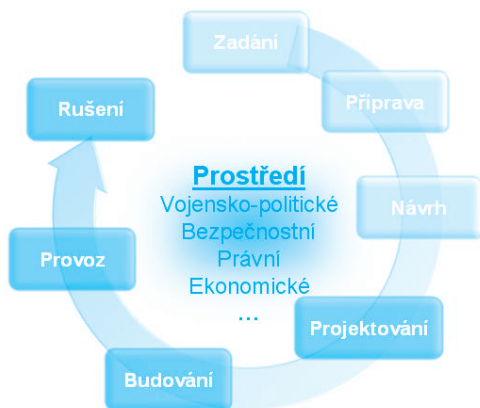 Zadání
Příprava
Návrh
Projektování
Budování
Provoz
Rušení
Prostředí
Vojensko-politické
Bezpečnostní
Právní
Ekonomické
...